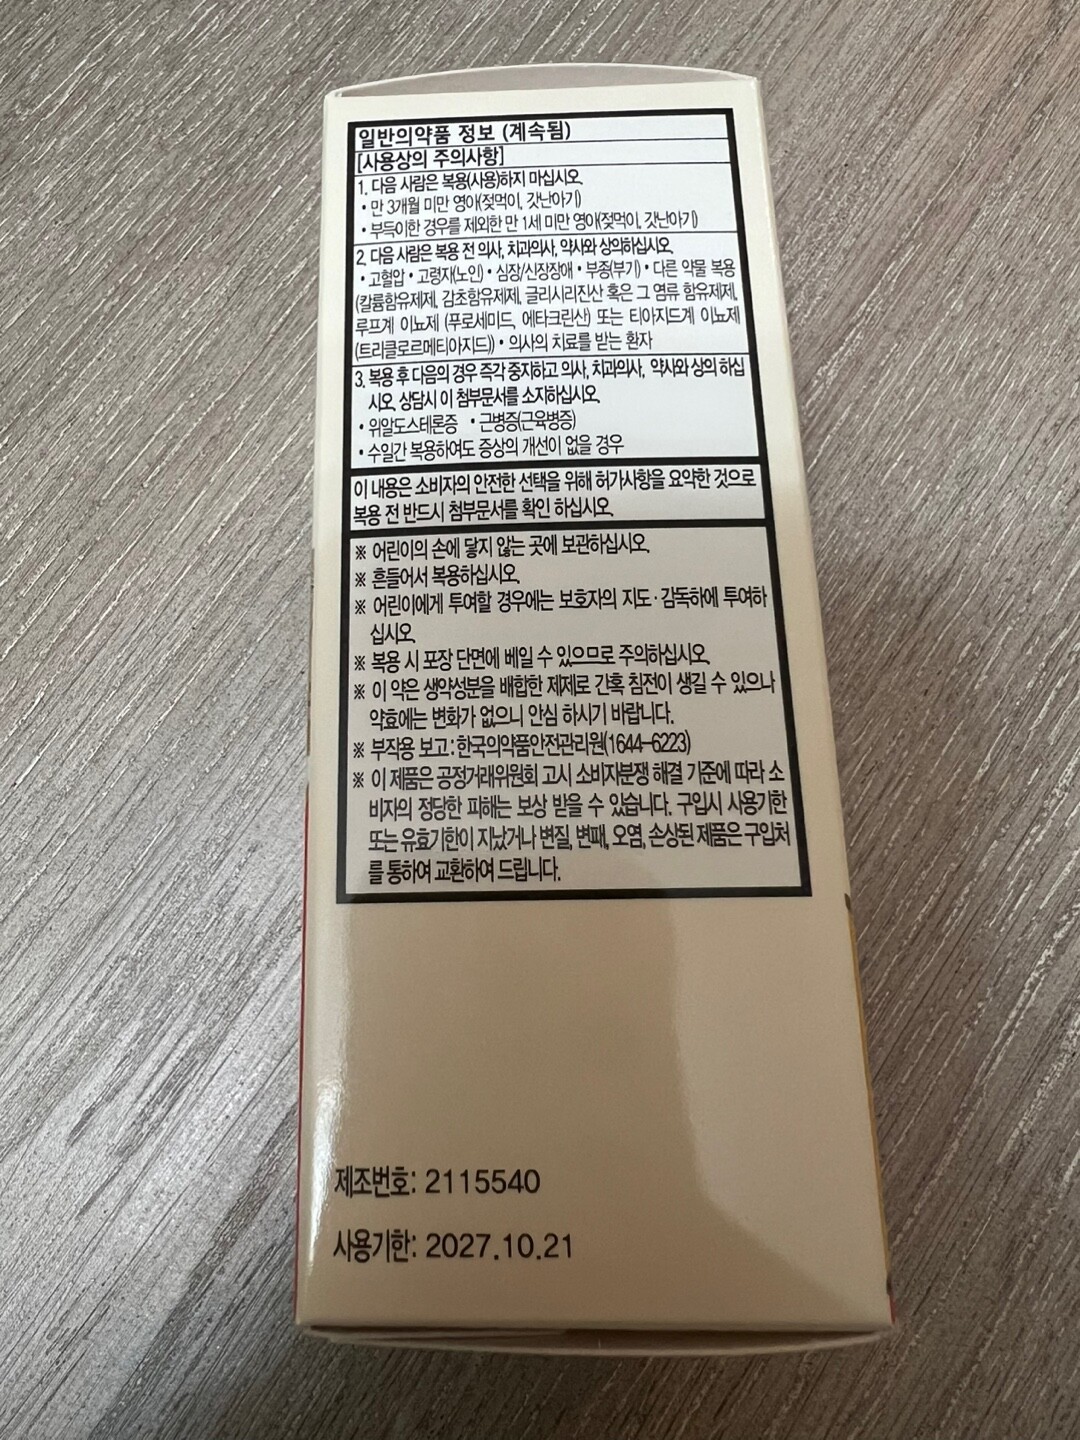 일반의약품 정보 (계속됨)
[사용상의 주의사항]
1. 다음 사람은 복용(사용)하지 마십시오.
• 만 3개월 미만 영아(젖먹이, 갓난아기)
• 부득이한 경우를 제외한 만 1세 미만 영아(젖먹이, 갓난아기)
2. 다음 사람은 복용 전 의사, 치과의사, 약사와 상의하십시오.
• 고혈압 • 고령자(노인) • 심장/신장장애 • 부종(부기) • 다른 약물 복용
(칼륨함유제제, 감초함유제제, 글리시리진산 혹은 그 염류 함유제제,
루프계 이뇨제 (푸로세미드, 에타크린산) 또는 티아지드계 이뇨제
(트리클로르메티아지드)) • 의사의 치료를 받는 환자
3. 복용 후 다음의 경우 즉각 중지하고 의사, 치과의사, 약사와 상의 하십
시오. 상담시 이 첨부문서를 소지하십시오.
• 위알도스테론증 • 근병증(근육병증)
• 수일간 복용하여도 증상의 개선이 없을 경우
이 내용은 소비자의 안전한 선택을 위해 허가사항을 요약한 것으로
복용 전 반드시 첨부문서를 확인 하십시오.
※ 어린이의 손에 닿지 않는 곳에 보관하십시오.
※ 흔들어서 복용하십시오.
※ 어린이에게 투여할 경우에는 보호자의 지도·감독하에 투여하
십시오.
※ 복용 시 포장 단면에 베일 수 있으므로 주의하십시오.
※ 이 약은 생약성분을 배합한 제제로 간혹 침전이 생길 수 있으나
약효에는 변화가 없으니 안심 하시기 바랍니다.
※ 부작용 보고 : 한국의약품안전관리원(1644-6223)
※ 이 제품은 공정거래위원회 고시 소비자분쟁 해결 기준에 따라 소
비자의 정당한 피해는 보상 받을 수 있습니다. 구입시 사용기한
또는 유효기한이 지났거나 변질, 변패, 오염, 손상된 제품은 구입처
를 통하여 교환하여 드립니다.
제조번호: 2115540
사용기한: 2027.10.21